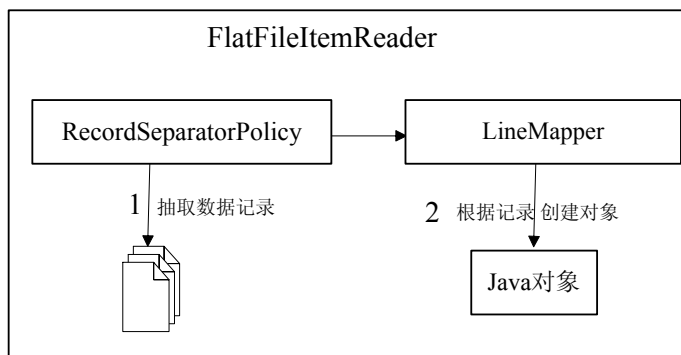 FlatFileItemReader
RecordSeparatorPolicy
LineMapper
1 抽取数据记录
2 根据记录 创建对象
Java对象